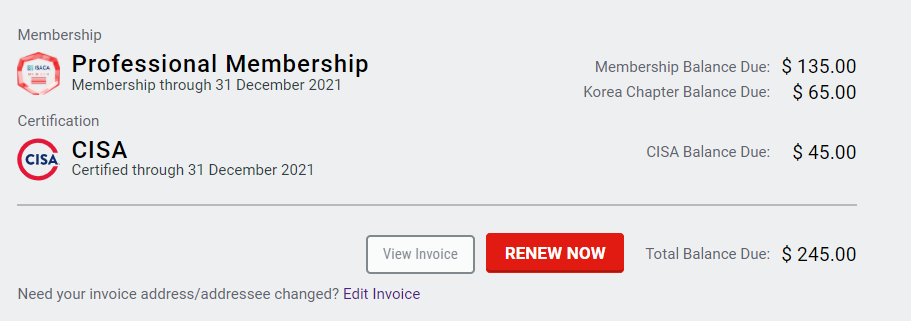 Membership
ISACA
Professional Membership
Membership through 31 December 2021
Membership Balance Due: $ 135.00
Korea Chapter Balance Due: $ 65.00
Certification
CISA
CISA
Certified through 31 December 2021
CISA Balance Due: $ 45.00
View Invoice RENEW NOW Total Balance Due: $ 245.00
Need your invoice address/addressee changed? Edit Invoice